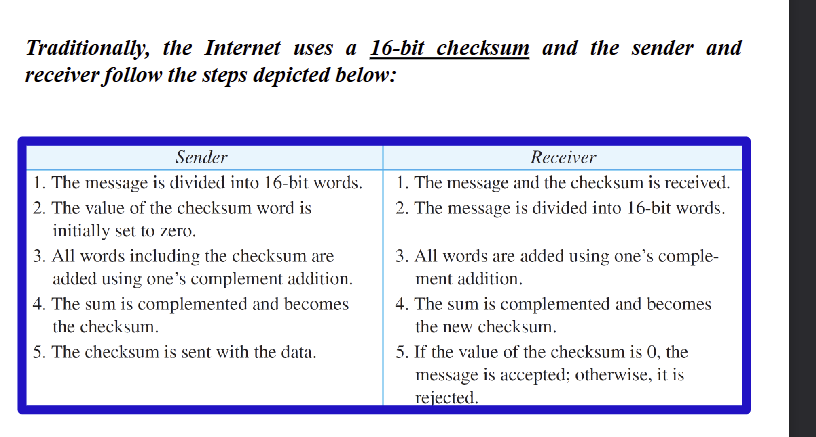 Traditionally, the Internet uses a 16-bit checksum and the sender and
receiver follow the steps depicted below:
Sender
1. The message is divided into 16-bit words.
2. The value of the checksum word is
initially set to zero.
3. All words including the checksum are
added using one's complement addition.
4. The sum is complemented and becomes
the checksum.
5. The checksum is sent with the data.
Receiver
1. The message and the checksum is received.
2. The message is divided into 16-bit words.
3. All words are added using one's comple-
ment addition.
4. The sum is complemented and becomes
the new checksum.
5. If the value of the checksum is 0, the
message is accepted; otherwise, it is
rejected.